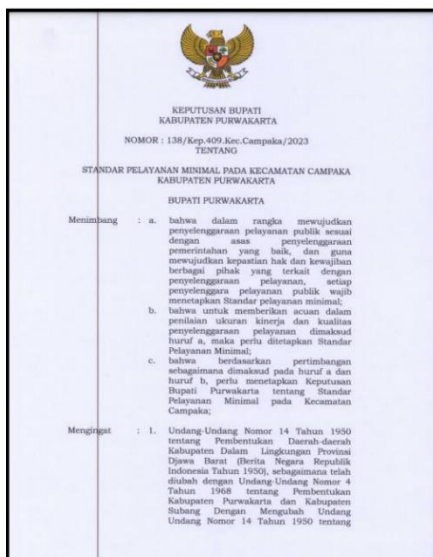 KEPUTUSAN BUPATI
KABUPATEN PURWAKARTA
NOMOR : 138/Kep.409.Kec.Campaka/2023
TENTANG
STANDAR PELAYANAN MINIMAL PADA KECAMATAN CAMPAKA
KABUPATEN PURWAKARTA
BUPATI PURWAKARTA
Menimbang : a. bahwa dalam rangka mewujudkan
penyelenggaraan pelayanan publik sesuai
dengan asas penyelenggaraan
pemerintahan yang baik, dan guna
mewujudkan kepastian hak dan kewajiban
berbagai pihak yang terkait dengan
penyelenggaraan pelayanan, setiap
penyelenggara pelayanan publik wajib
menetapkan Standar pelayanan minimal;
b. bahwa untuk memberikan acuan dalam
penilaian ukuran kinerja dan kualitas
penyelenggaraan pelayanan dimaksud
huruf a, maka perlu ditetapkan Standar
Pelayanan Minimal;
c. bahwa berdasarkan pertimbangan
sebagaimana dimaksud pada huruf a dan
huruf b, perlu menetapkan Keputusan
Bupati Purwakarta tentang Standar
Pelayanan Minimal pada Kecamatan
Campaka;
Mengingat : 1. Undang-Undang Nomor 14 Tahun 1950
tentang Pembentukan Daerah-daerah
Kabupaten Dalam Lingkungan Provinsi
Djawa Barat (Berita Negara Republik
Indonesia Tahun 1950), sebagaimana telah
diubah dengan Undang-Undang Nomor 4
Tahun 1968 tentang Pembentukan
Kabupaten Purwakarta dan Kabupaten
Subang Dengan Mengubah Undang
Undang Nomor 14 Tahun 1950 tentang